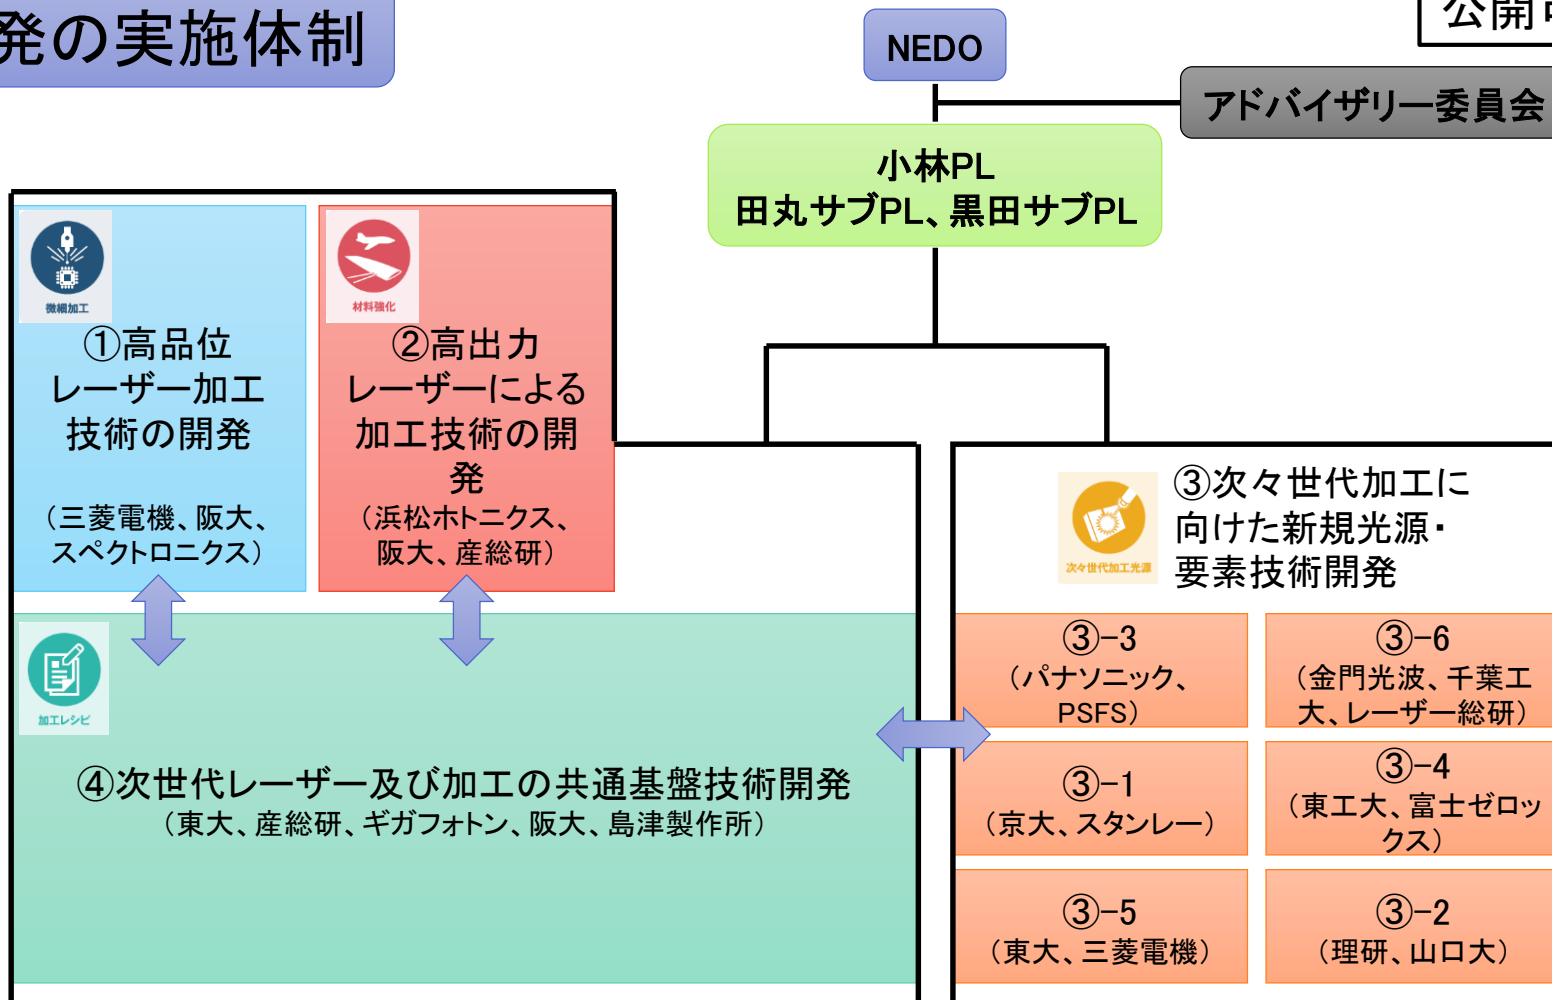 発の実施体制
公開
NEDO
アドバイザリー委員会
小林PL
田丸サブPL、黒田サブPL
微細加工
①高品位
レーザー加工
技術の開発
（三菱電機、阪大、
スペクトロニクス）
材料強化
②高出力
レーザーによる
加工技術の開
発
（浜松ホトニクス、
阪大、産総研）
③次々世代加工に
向けた新規光源・
要素技術開発
次々世代加工光源
加工レシピ
④次世代レーザー及び加工の共通基盤技術開発
（東大、産総研、ギガフォトン、阪大、島津製作所）
③-3
（パナソニック、
PSFS）
③-6
（金門光波、千葉工
大、レーザー総研）
③-1
（京大、スタンレー）
③-4
（東工大、富士ゼロッ
クス）
③-5
（東大、三菱電機）
③-2
（理研、山口大）